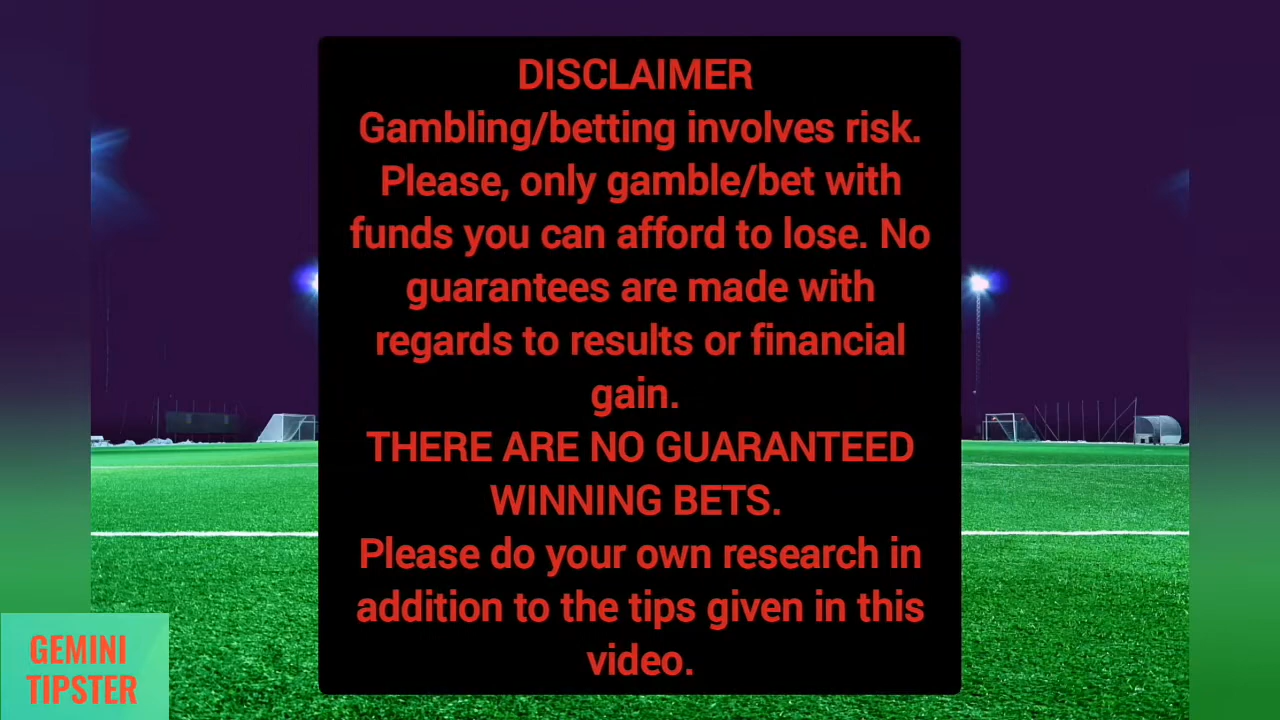 DISCLAIMER
Gambling/betting involves risk.
Please, only gamble/bet with
funds you can afford to lose. No
guarantees are made with
regards to results or financial
gain.
THERE ARE NO GUARANTEED
WINNING BETS.
Please do your own research in
addition to the tips given in this
video.
GEMINI
TIPSTER